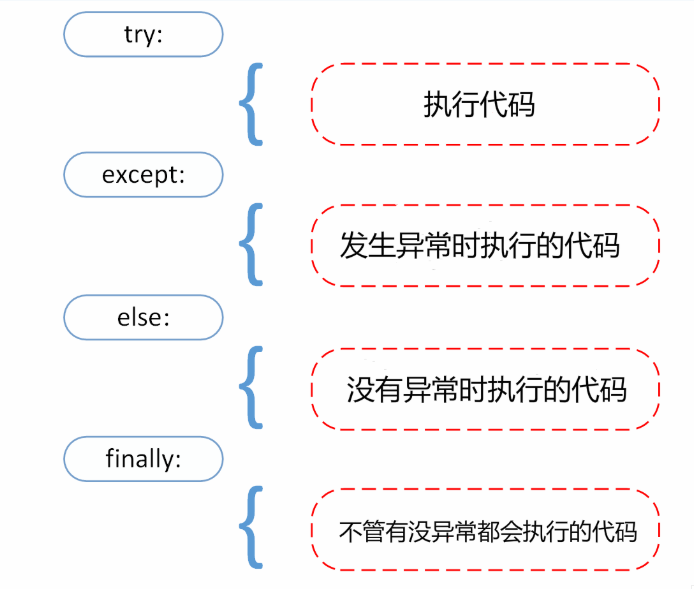 try:
执行代码
except:
发生异常时执行的代码
else:
没有异常时执行的代码
finally:
不管有没异常都会执行的代码